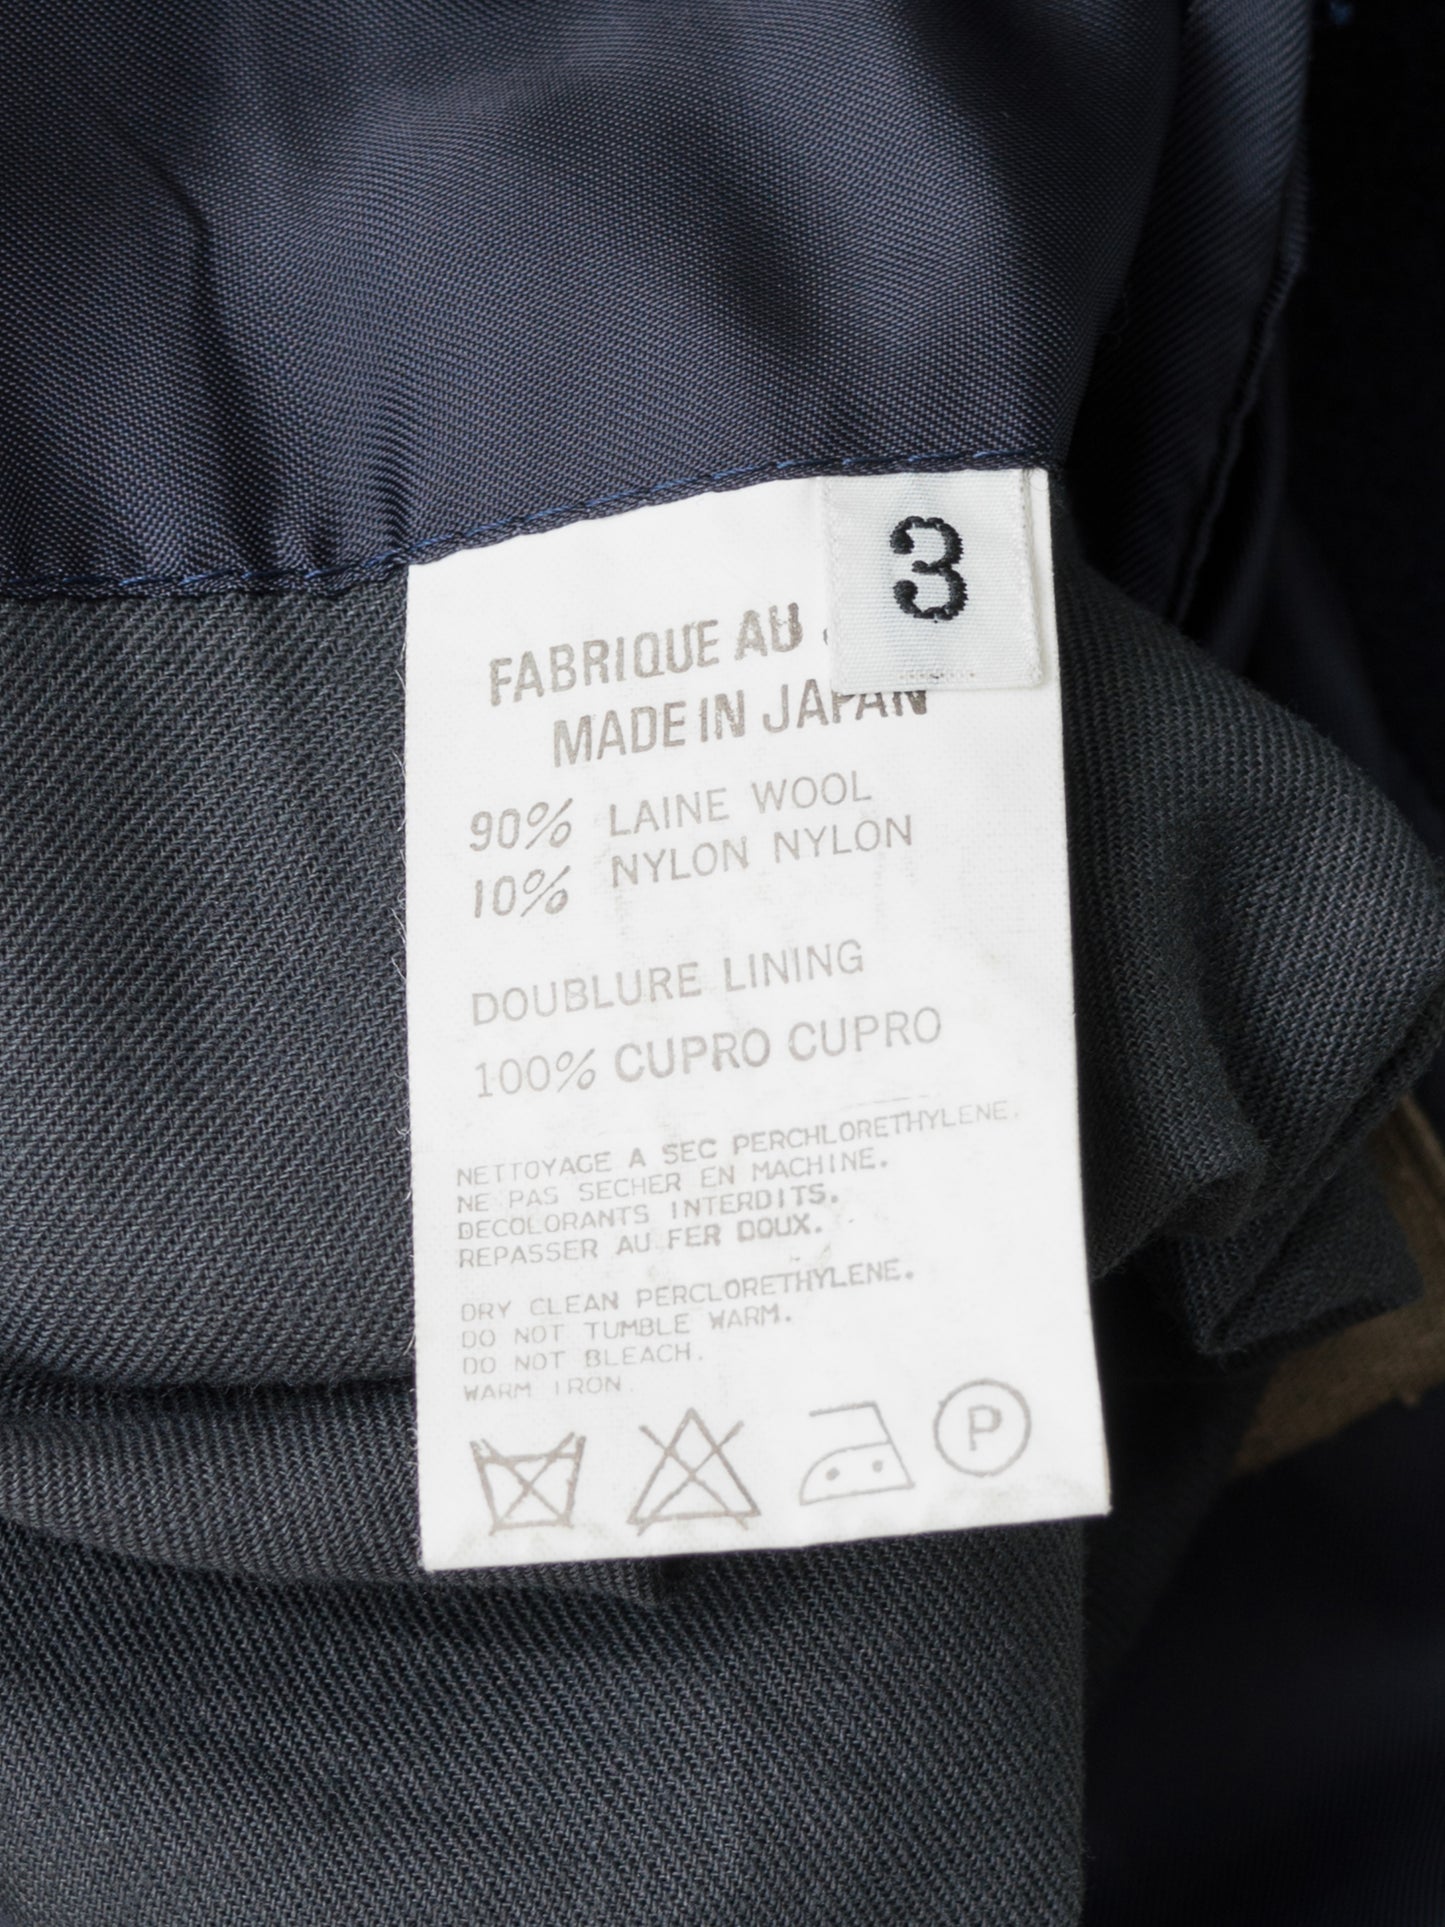 3
FABRIQUE AU
MADE IN JAPAN
90% LAINE WOOL
10% NYLON NYLON
DOUBLURE LINING
100% CUPRO CUPRO
NETTOYAGE A SEC PERCHLORETHYLENE.
NE PAS SECHER EN MACHINE.
DECOLORANTS INTERDITS.
REPASSER AU FER DOUX.
DRY CLEAN PERCLORETHYLENE.
DO NOT TUMBLE WARM.
DO NOT BLEACH.
WARM IRON.
P